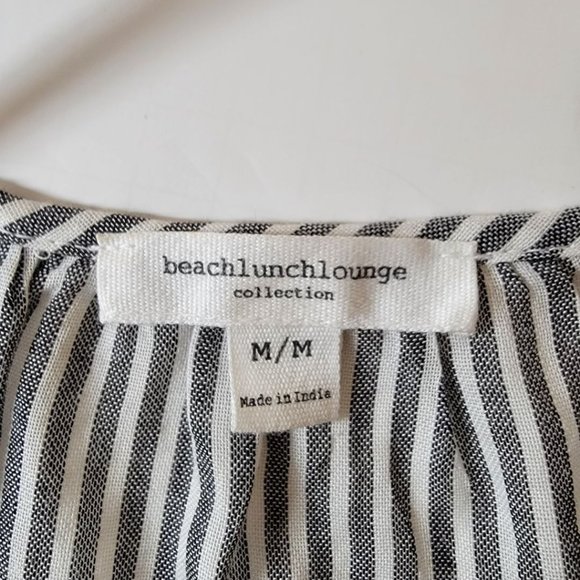 beachlunchlounge
collection
M/M
Made in India